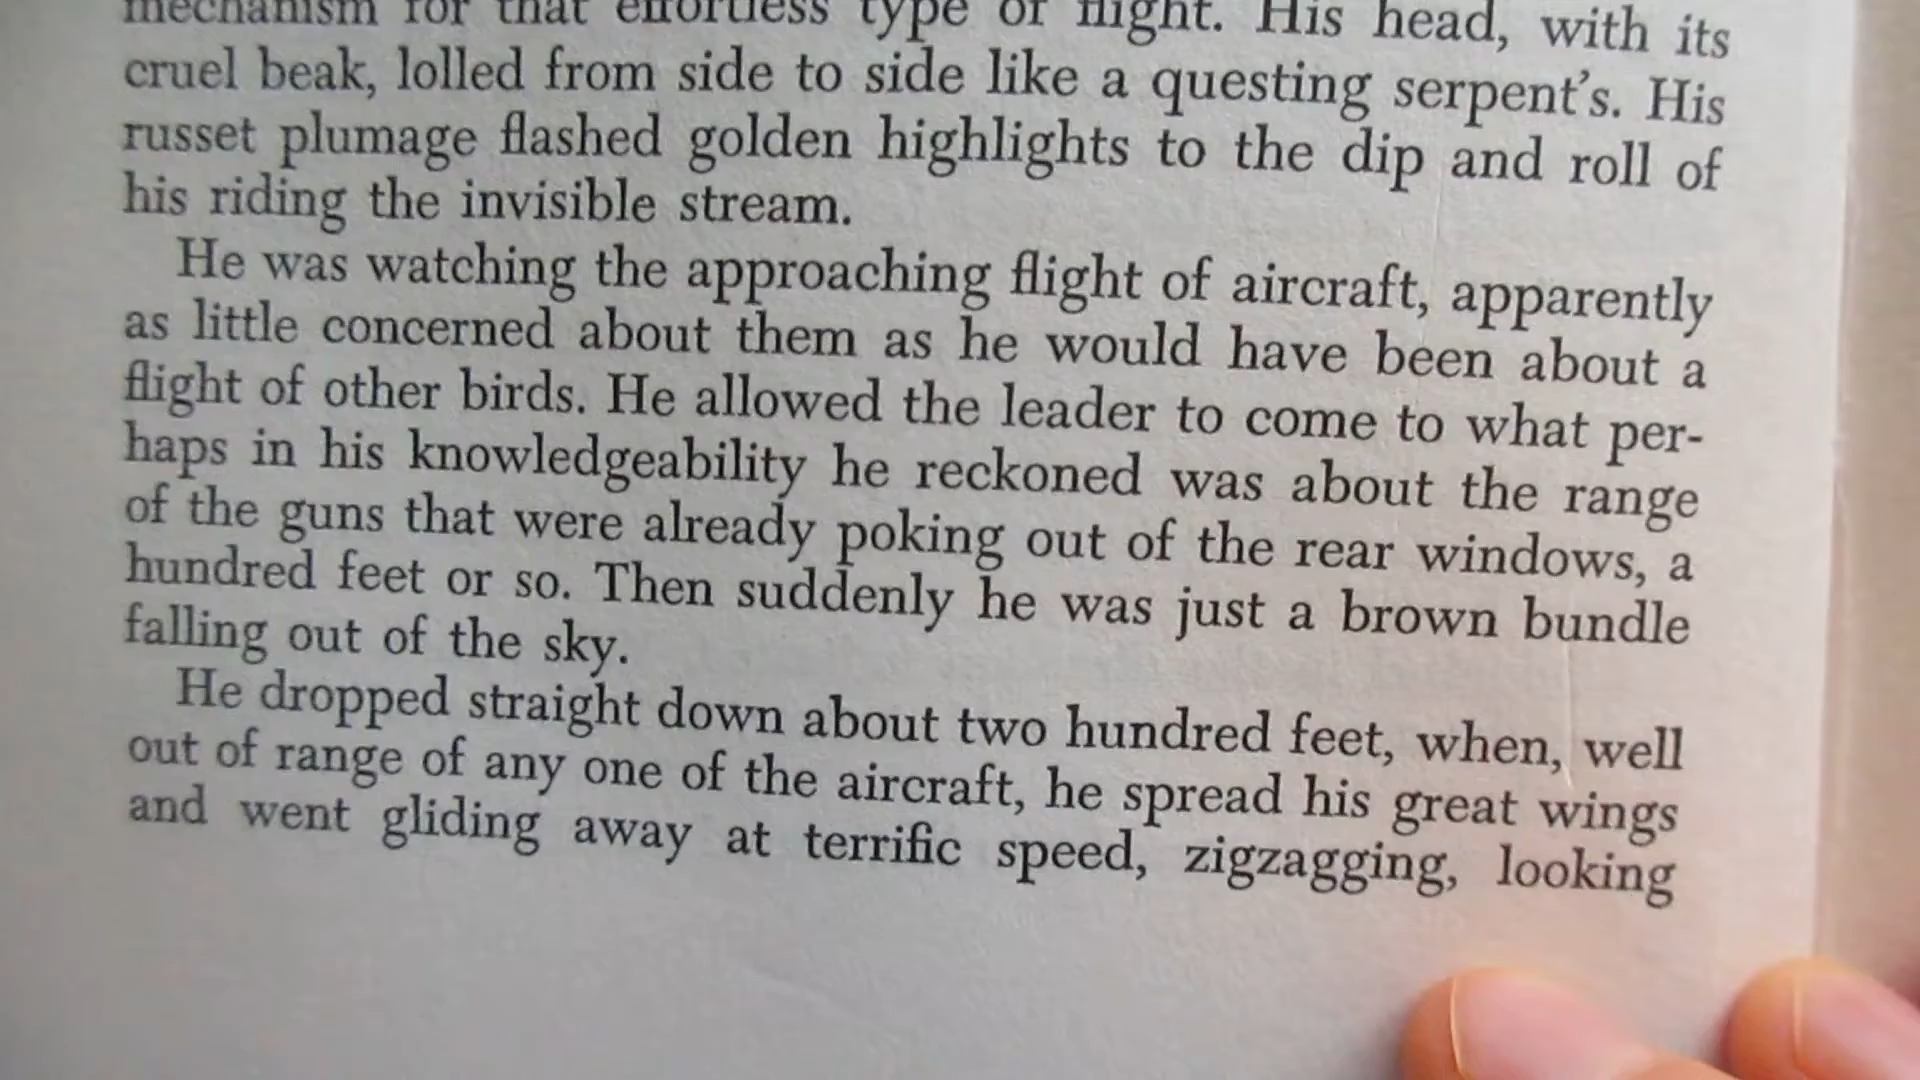 mechanism for that effortless type of flight. His head, with its
cruel beak, lolled from side to side like a questing serpent's. His
russet plumage flashed golden highlights to the dip and roll of
his riding the invisible stream.
He was watching the approaching flight of aircraft, apparently
as little concerned about them as he would have been about a
flight of other birds. He allowed the leader to come to what per-
haps in his knowledgeability he reckoned was about the range
of the guns that were already poking out of the rear windows, a
hundred feet or so. Then suddenly he was just a brown bundle
falling out of the sky.
He dropped straight down about two hundred feet, when, well
out of range of any one of the aircraft, he spread his great wings
and went gliding away at terrific speed, zigzagging, looking